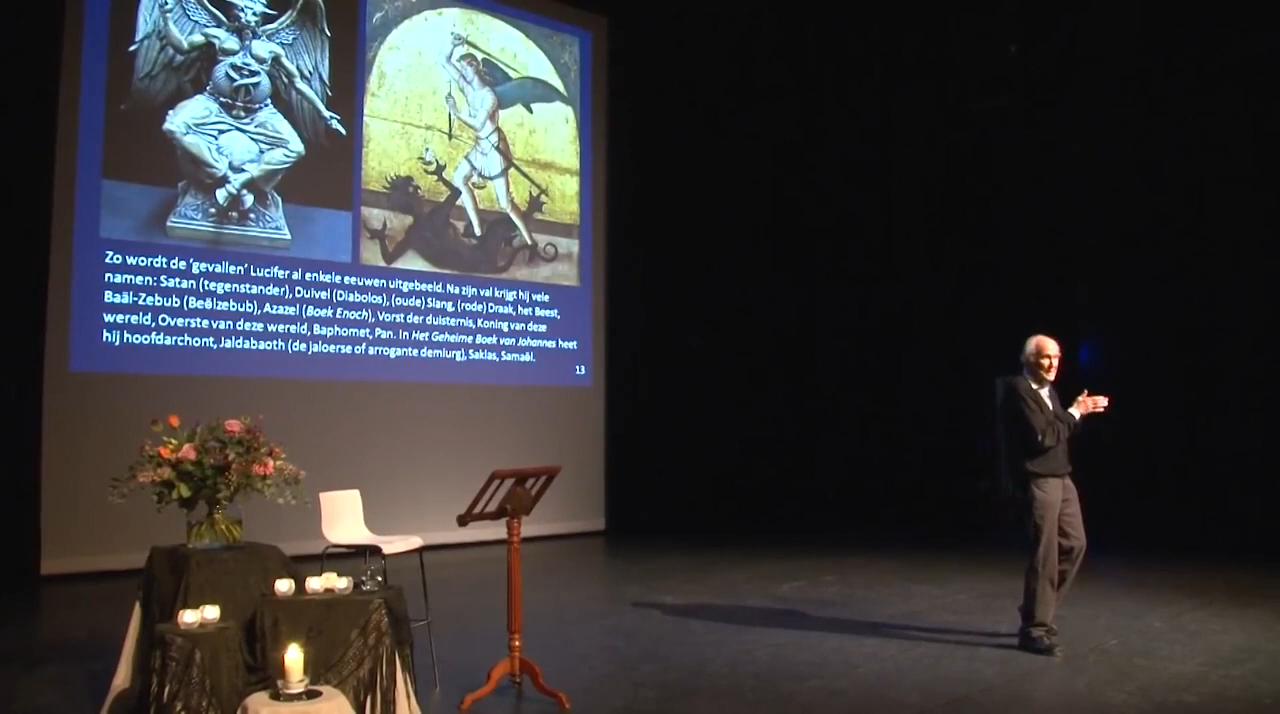 Zo wordt de 'gevallen' Lucifer al enkele eeuwen uitgebeeld. Na zijn val krijgt hij vele
namen: Satan (tegenstander), Duivel (Diabolos), (oude) Slang, (rode) Draak, het Beest,
Baäl-Zebub (Beëlzebub), Azazel (Boek Enoch), Vorst der duisternis, Koning van deze
wereld, Overste van deze wereld, Baphomet, Pan. In Het Geheime Boek van Johannes heet
hij hoofdarchont, Jaldabaoth (de jaloerse of arrogante demiurg), Saklas, Samaël.
13